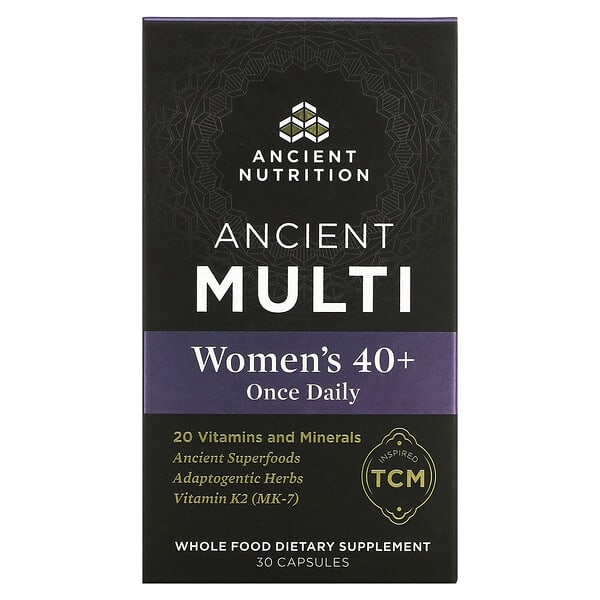 ANCIENT
NUTRITION
ANCIENT
MULTI
Women's 40+
Once Daily
20 Vitamins and Minerals
Ancient Superfoods
Adaptogenic Herbs
Vitamin K2 (MK-7)
INSPIRED
TCM
WHOLE FOOD DIETARY SUPPLEMENT
30 CAPSULES